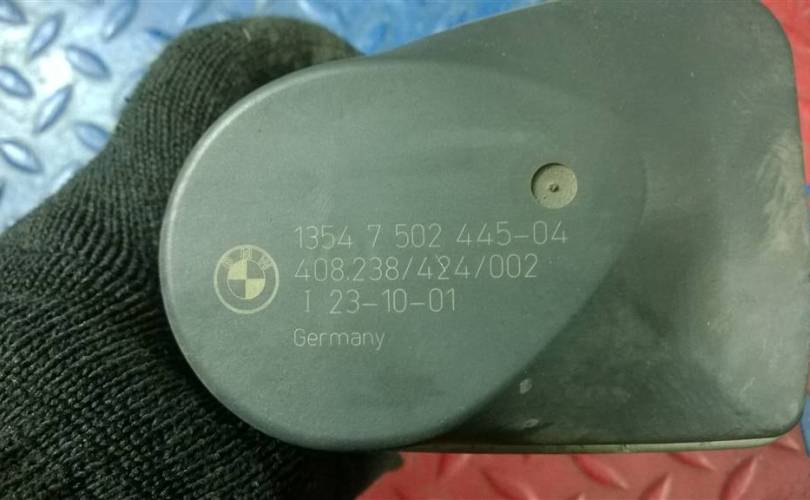 1354 7 502 445-04
408.238/424/002
I 23-10-01
Germany